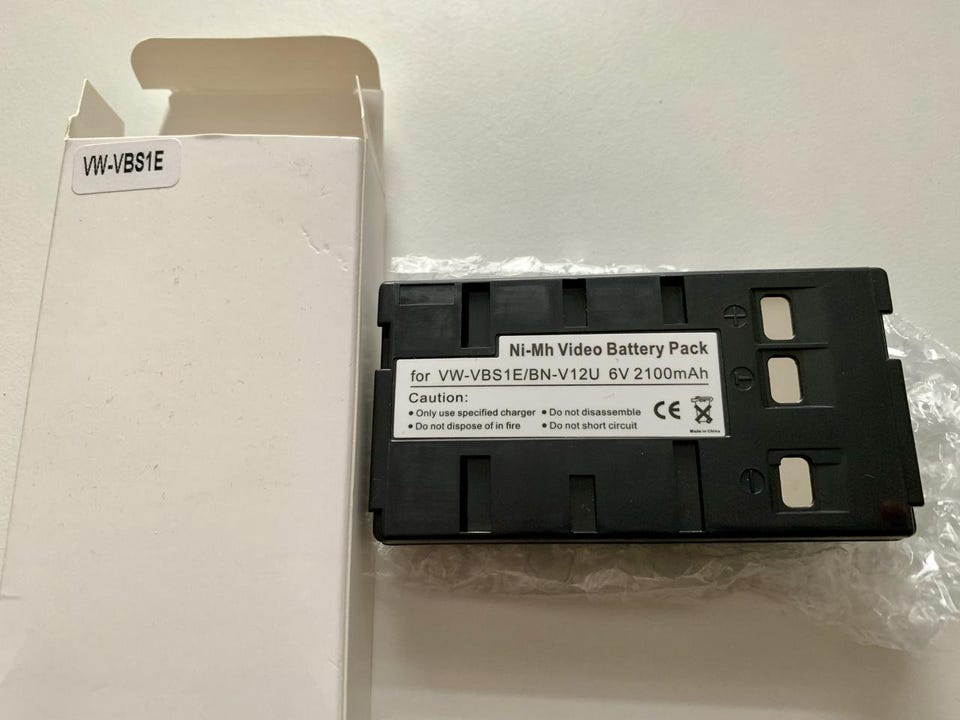 VW-VBS1E
Ni-Mh Video Battery Pack
for VW-VBS1E/BN-V12U 6V 2100mAh
Caution:
• Only use specified charger • Do not disassemble
• Do not dispose of in fire • Do not short circuit
CE
Made in China
+
T
-